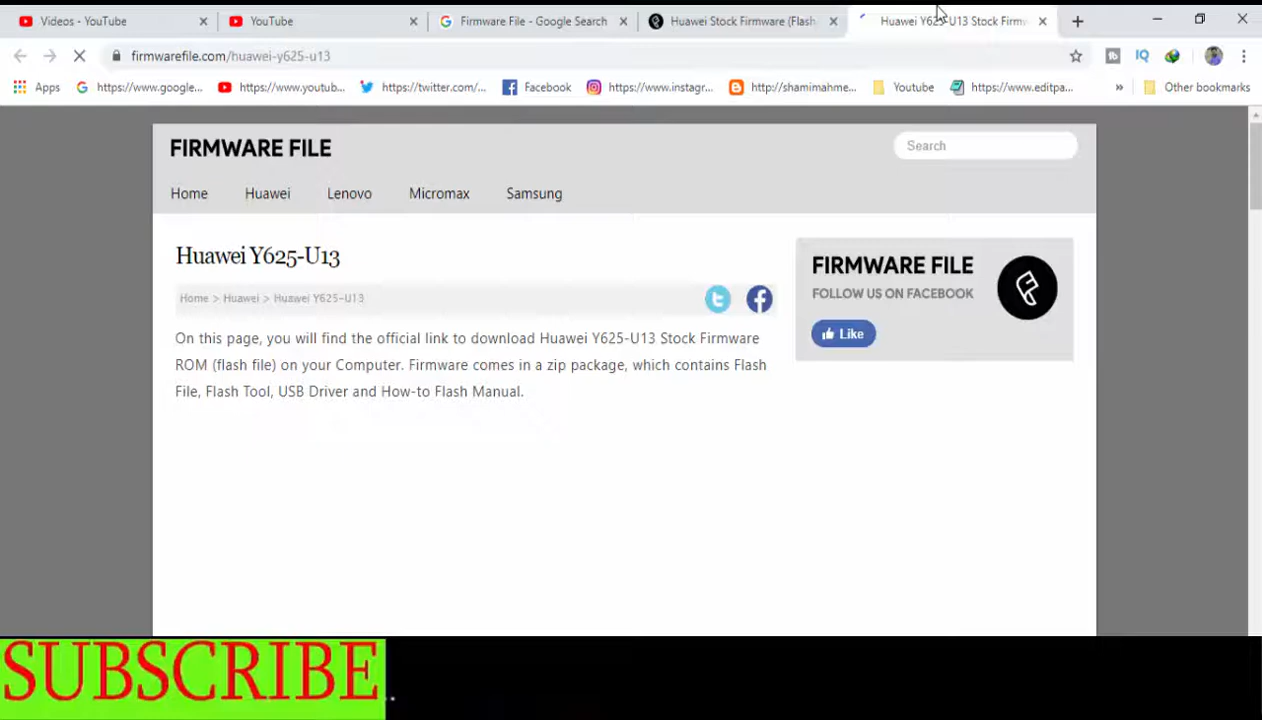 Videos - YouTube
YouTube
Firmware File - Google Search
Huawei Stock Firmware (Flash
Huawei Y625-U13 Stock Firmw
firmwarefile.com/huawei-y625-u13
Apps
https://www.google...
https://www.youtub...
https://twitter.com/...
Facebook
https://www.instagr...
http://shamimahme...
Youtube
https://www.editpa...
»
Other bookmarks
FIRMWARE FILE
Search
Home
Huawei
Lenovo
Micromax
Samsung
Huawei Y625-U13
Home > Huawei > Huawei Y625-U13
On this page, you will find the official link to download Huawei Y625-U13 Stock Firmware
ROM (flash file) on your Computer. Firmware comes in a zip package, which contains Flash
File, Flash Tool, USB Driver and How-to Flash Manual.
FIRMWARE FILE
FOLLOW US ON FACEBOOK
Like
SUBSCRIBE..